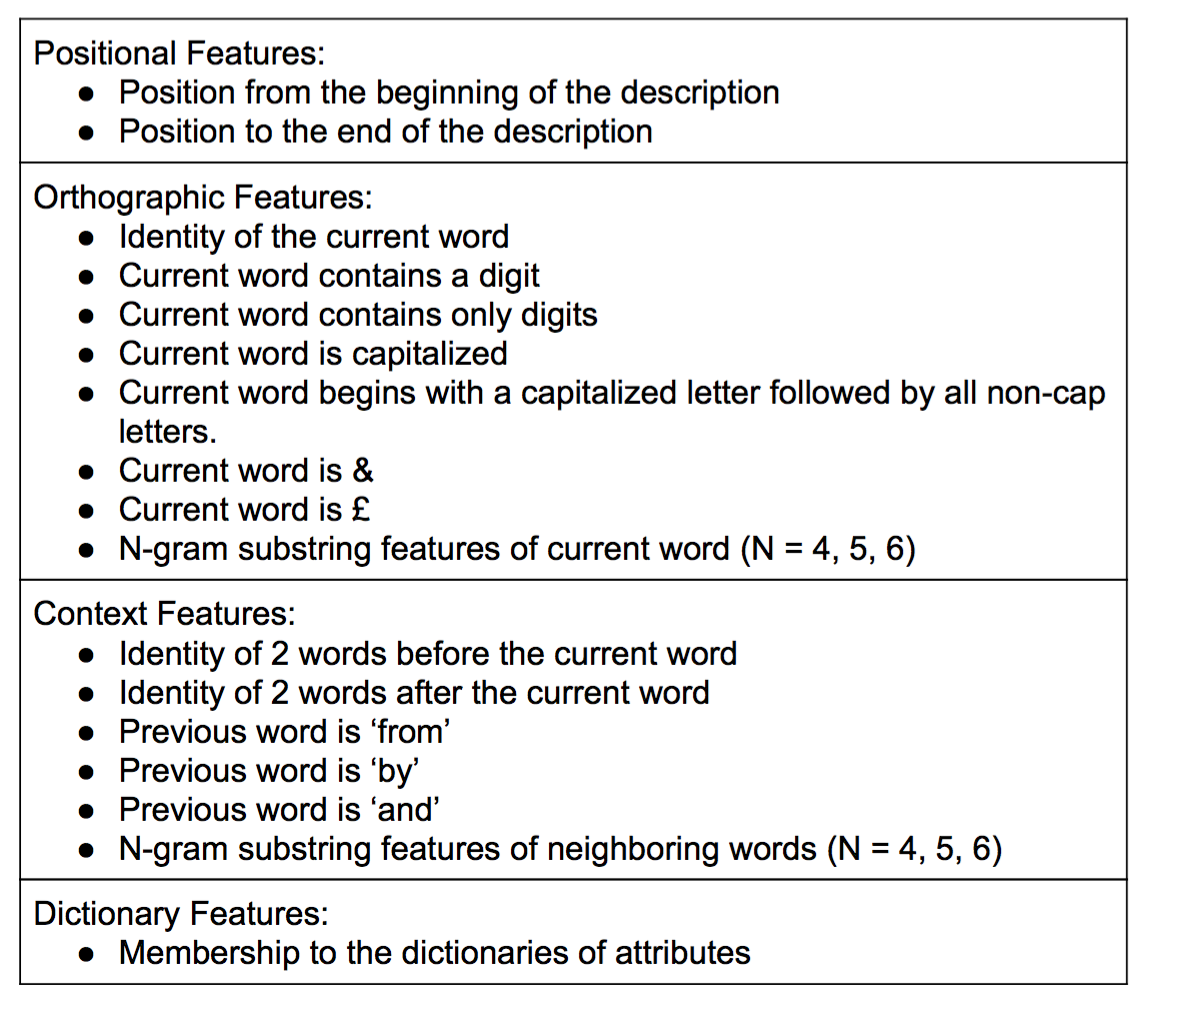 Positional Features:
● Position from the beginning of the description
● Position to the end of the description
Orthographic Features:
● Identity of the current word
● Current word contains a digit
● Current word contains only digits
● Current word is capitalized
● Current word begins with a capitalized letter followed by all non-cap
letters.
● Current word is &
● Current word is £
● N-gram substring features of current word (N = 4, 5, 6)
Context Features:
● Identity of 2 words before the current word
● Identity of 2 words after the current word
● Previous word is ‘from’
● Previous word is ‘by’
● Previous word is ‘and’
● N-gram substring features of neighboring words (N = 4, 5, 6)
Dictionary Features:
● Membership to the dictionaries of attributes